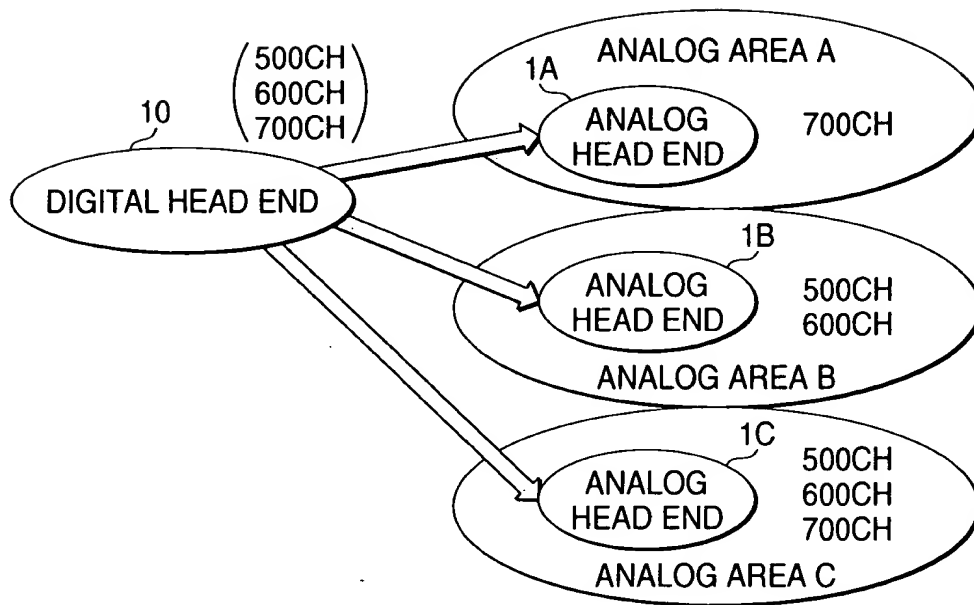 10
500CH
600CH
700CH
DIGITAL HEAD END
ANALOG AREA A
1A
ANALOG
HEAD END
700CH
1B
ANALOG
HEAD END
500CH
600CH
ANALOG AREA B
1C
ANALOG
HEAD END
500CH
600CH
700CH
ANALOG AREA C